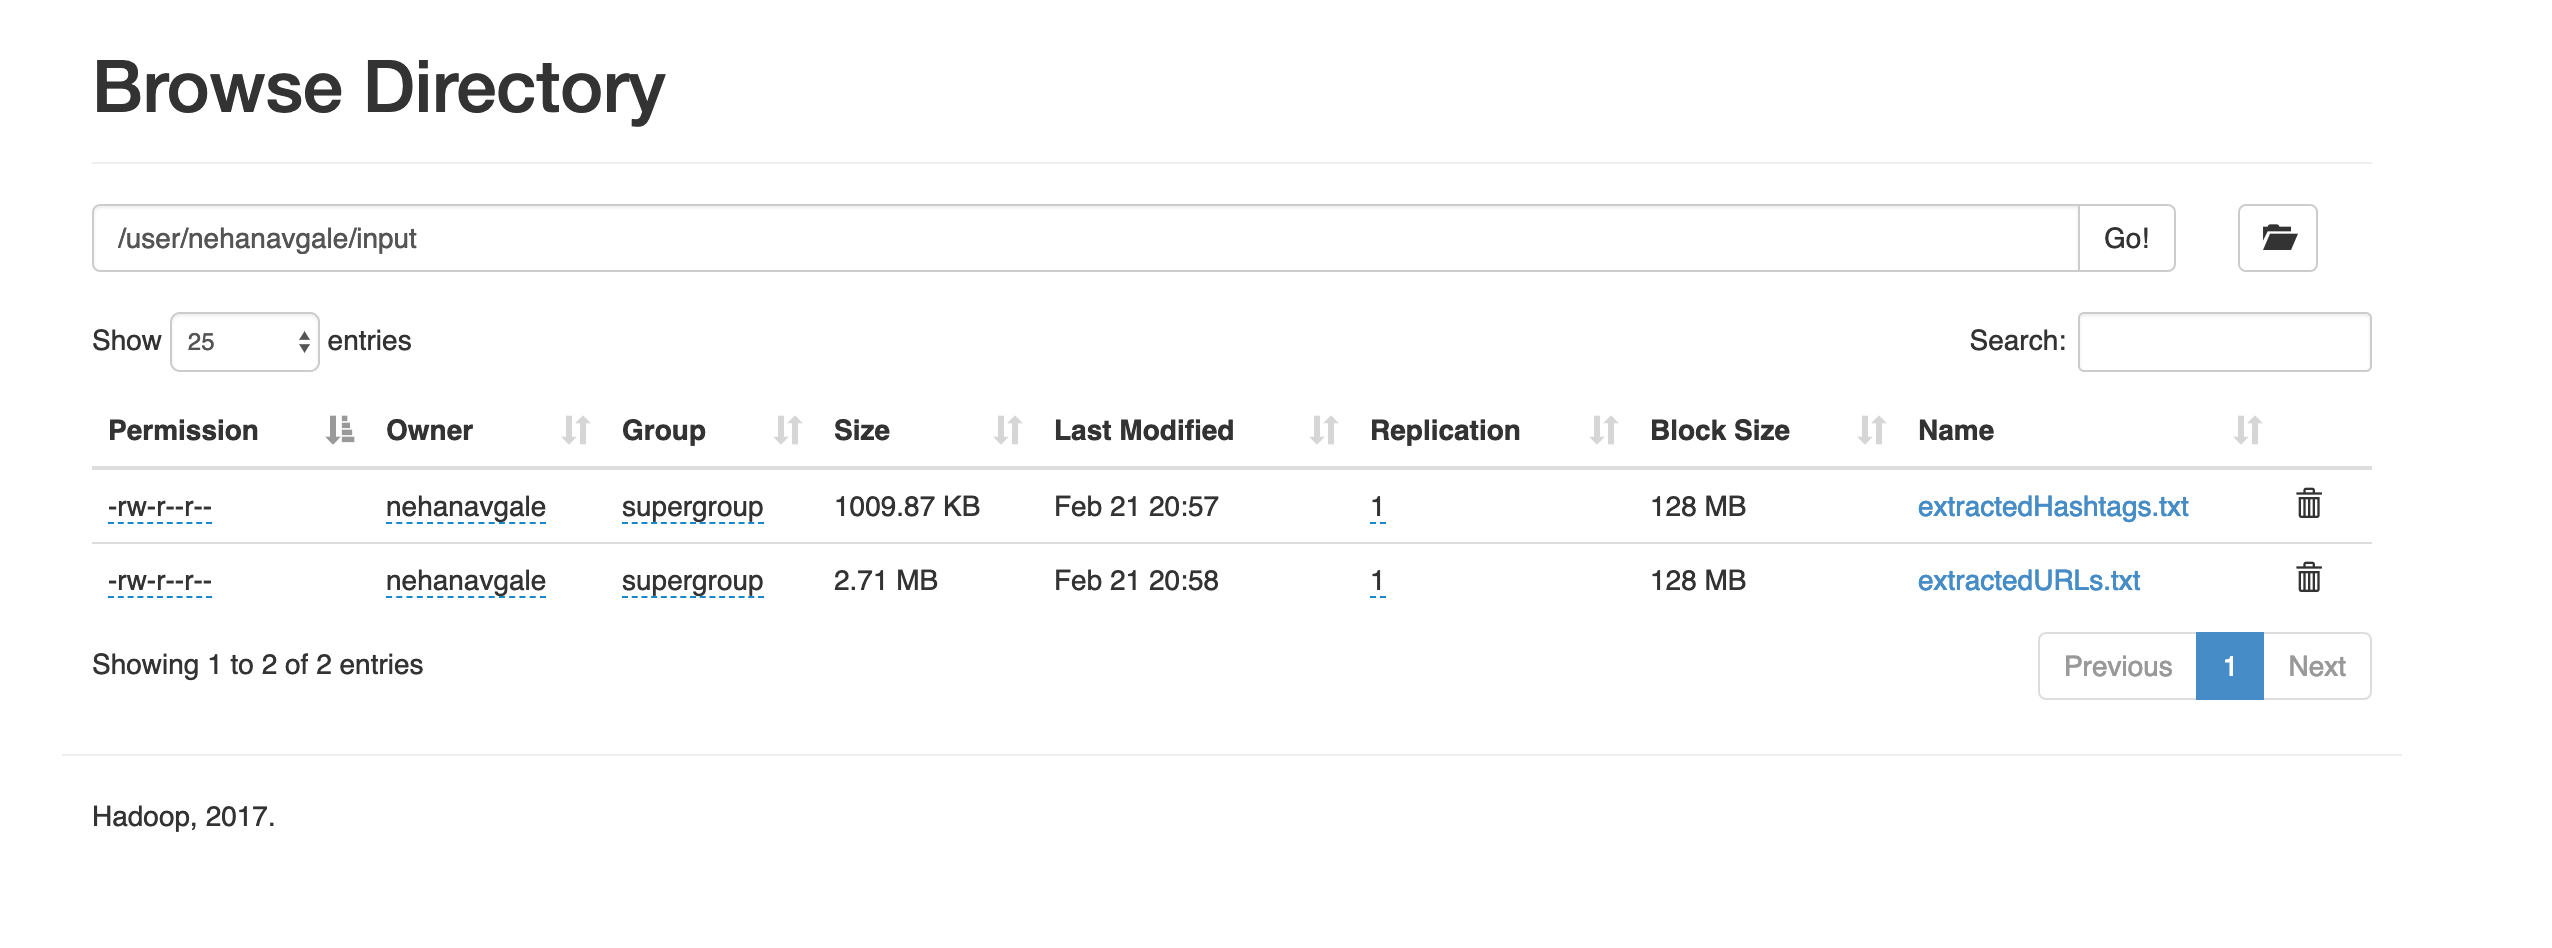 Browse Directory
/user/nehanavgale/input Go!
Show 25 entries Search:
Permission Owner Group Size Last Modified Replication Block Size Name
-rw-r--r-- nehanavgale supergroup 1009.87 KB Feb 21 20:57 1 128 MB extractedHashtags.txt
-rw-r--r-- nehanavgale supergroup 2.71 MB Feb 21 20:58 1 128 MB extractedURLs.txt
Showing 1 to 2 of 2 entries Previous 1 Next
Hadoop, 2017.